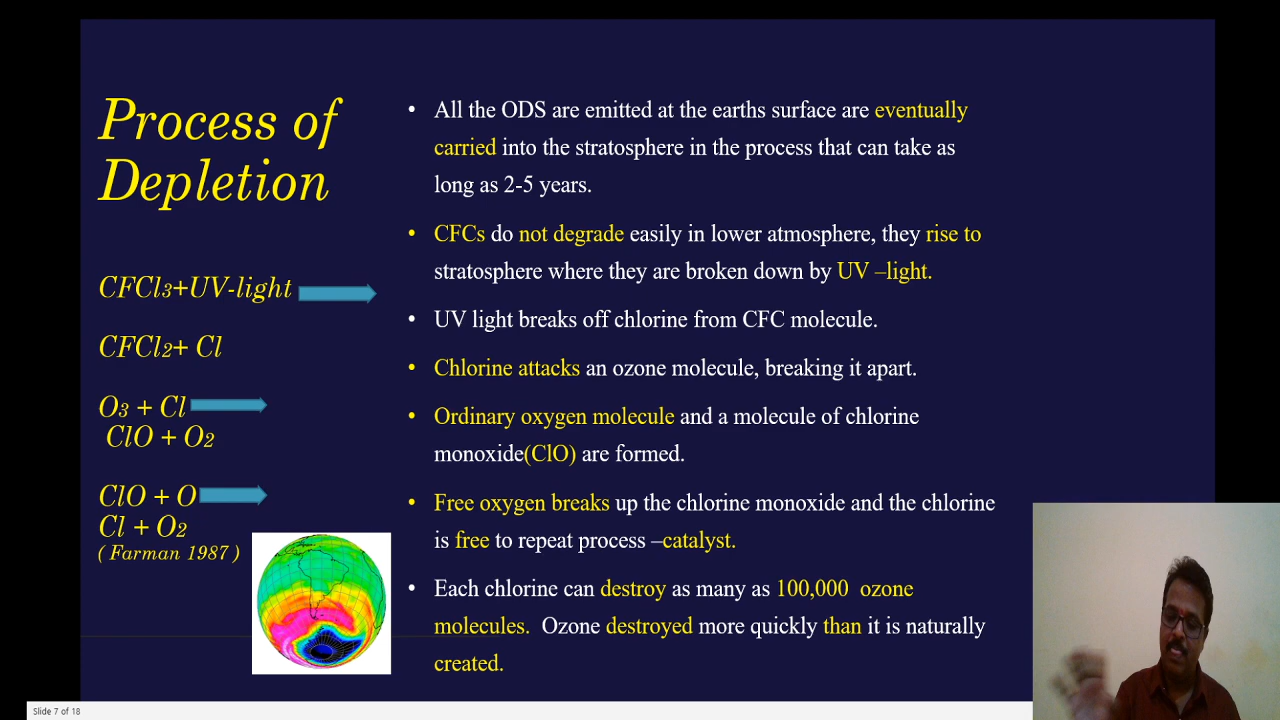 Process of
Depletion
CFCl3+UV-light
CFCl2+ Cl
O3 + Cl
ClO + O2
ClO + O
Cl + O2
( Farman 1987 )
• All the ODS are emitted at the earths surface are eventually
carried into the stratosphere in the process that can take as
long as 2-5 years.
• CFCs do not degrade easily in lower atmosphere, they rise to
stratosphere where they are broken down by UV –light.
• UV light breaks off chlorine from CFC molecule.
• Chlorine attacks an ozone molecule, breaking it apart.
• Ordinary oxygen molecule and a molecule of chlorine
monoxide(ClO) are formed.
• Free oxygen breaks up the chlorine monoxide and the chlorine
is free to repeat process –catalyst.
• Each chlorine can destroy as many as 100,000 ozone
molecules. Ozone destroyed more quickly than it is naturally
created.
Slide 7 of 18